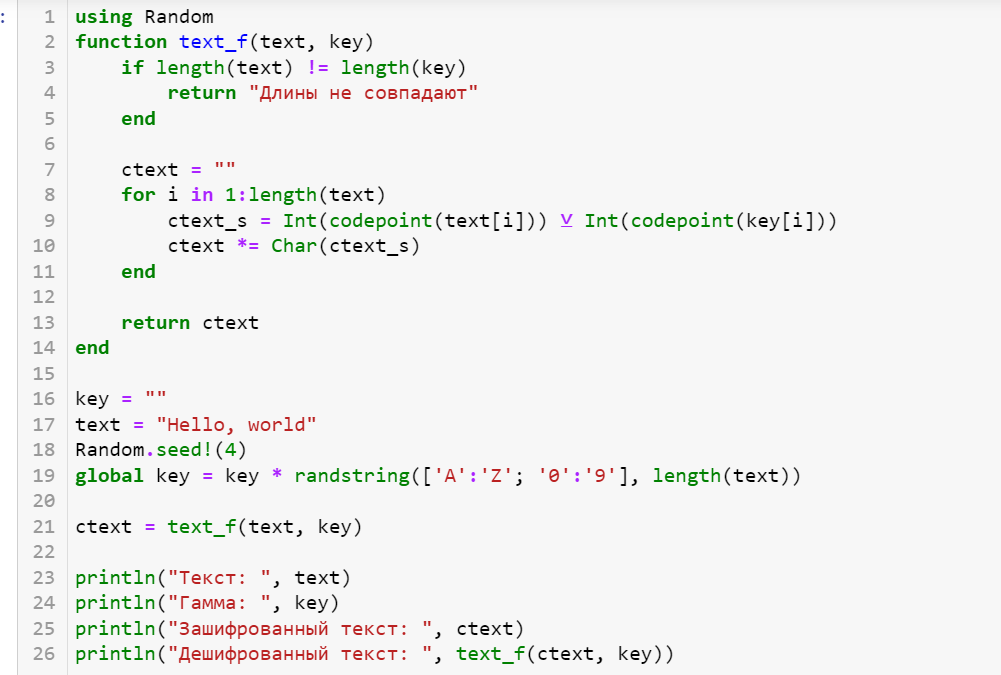 :
1 using Random
2 function text_f(text, key)
3     if length(text) != length(key)
4         return "Длины не совпадают"
5     end
6
7     ctext = ""
8     for i in 1:length(text)
9         ctext_s = Int(codepoint(text[i])) ⊻ Int(codepoint(key[i]))
10         ctext *= Char(ctext_s)
11     end
12
13     return ctext
14 end
15
16 key = ""
17 text = "Hello, world"
18 Random.seed!(4)
19 global key = key * randstring(['A':'Z'; '0':'9'], length(text))
20
21 ctext = text_f(text, key)
22
23 println("Текст: ", text)
24 println("Гамма: ", key)
25 println("Зашифрованный текст: ", ctext)
26 println("Дешифрованный текст: ", text_f(ctext, key))